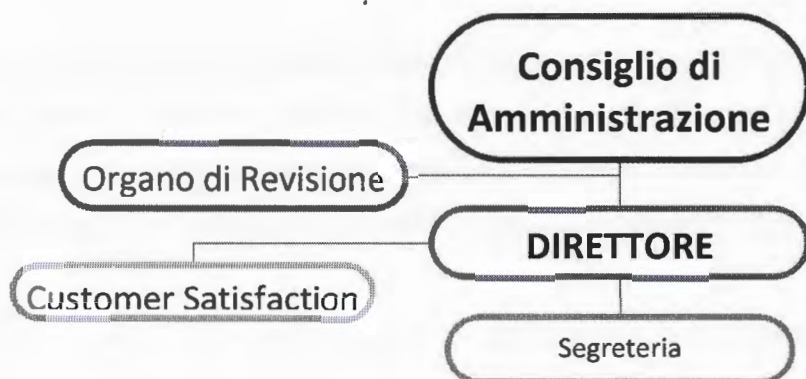 Consiglio di
Amministrazione
Organo di Revisione
DIRETTORE
Customer Satisfaction
Segreteria